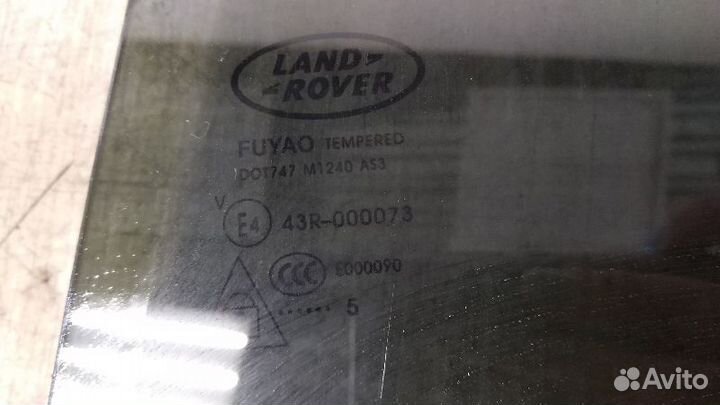 LAND
ROVER
FUYAO TEMPERED
DOT747 M1240 AS3
V
E4 43R-000073
CCC E000090
...... 5
Avito